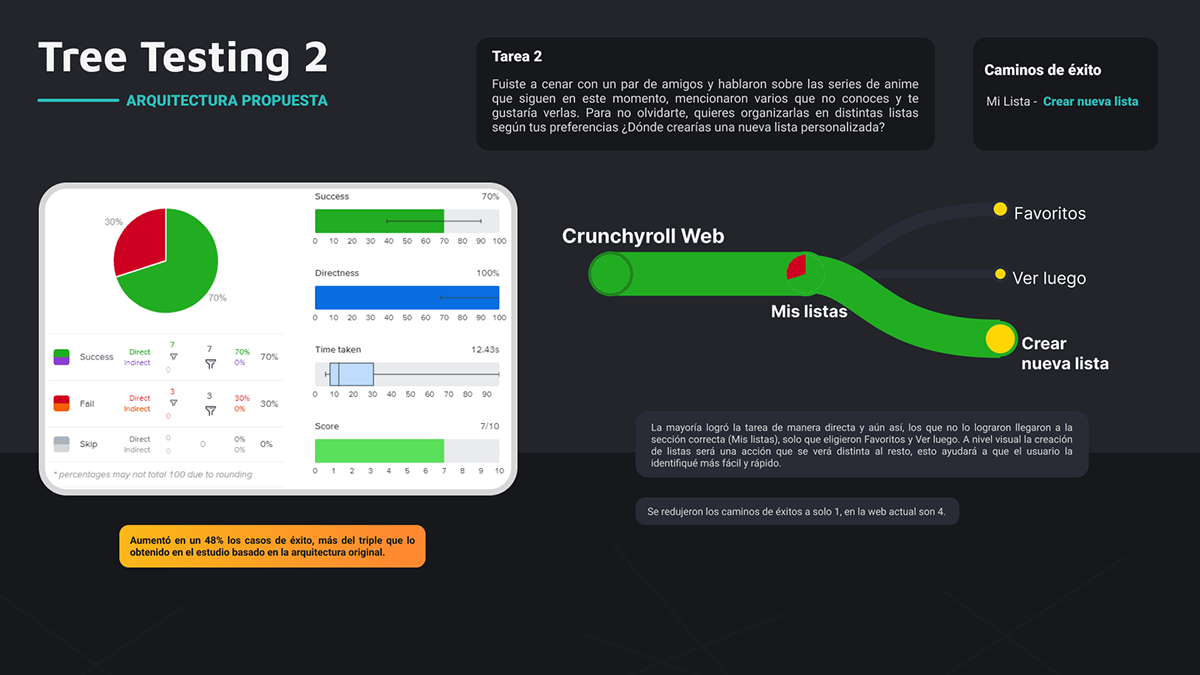 Tree Testing 2
ARQUITECTURA PROPUESTA
Tarea 2
Fuiste a cenar con un par de amigos y hablaron sobre las series de anime
que siguen en este momento, mencionaron varios que no conoces y te
gustaría verlas. Para no olvidarte, quieres organizarlas en distintas listas
según tus preferencias ¿Dónde crearías una nueva lista personalizada?
Caminos de éxito
Mi Lista - Crear nueva lista
30%
70%
Success Direct 7 7 70% 70%
Indirect 0 0%
Fail Direct 3 3 30% 30%
Indirect 0 0%
Skip Direct 0 0 0% 0%
Indirect 0 0%
* percentages may not total 100 due to rounding
Success 70%
0 10 20 30 40 50 60 70 80 90 100
Directness 100%
0 10 20 30 40 50 60 70 80 90 100
Time taken 12.43s
0 10 20 30 40 50 60 70 80 90
Score 7/10
0 1 2 3 4 5 6 7 8 9 10
Aumentó en un 48% los casos de éxito, más del triple que lo
obtenido en el estudio basado en la arquitectura original.
Crunchyroll Web
Mis listas
Favoritos
Ver luego
Crear
nueva lista
La mayoría logró la tarea de manera directa y aún así, los que no lo lograron llegaron a la
sección correcta (Mis listas), solo que eligieron Favoritos y Ver luego. A nivel visual la creación
de listas será una acción que se verá distinta al resto, esto ayudará a que el usuario la
identifiqué más fácil y rápido.
Se redujeron los caminos de éxitos a solo 1, en la web actual son 4.